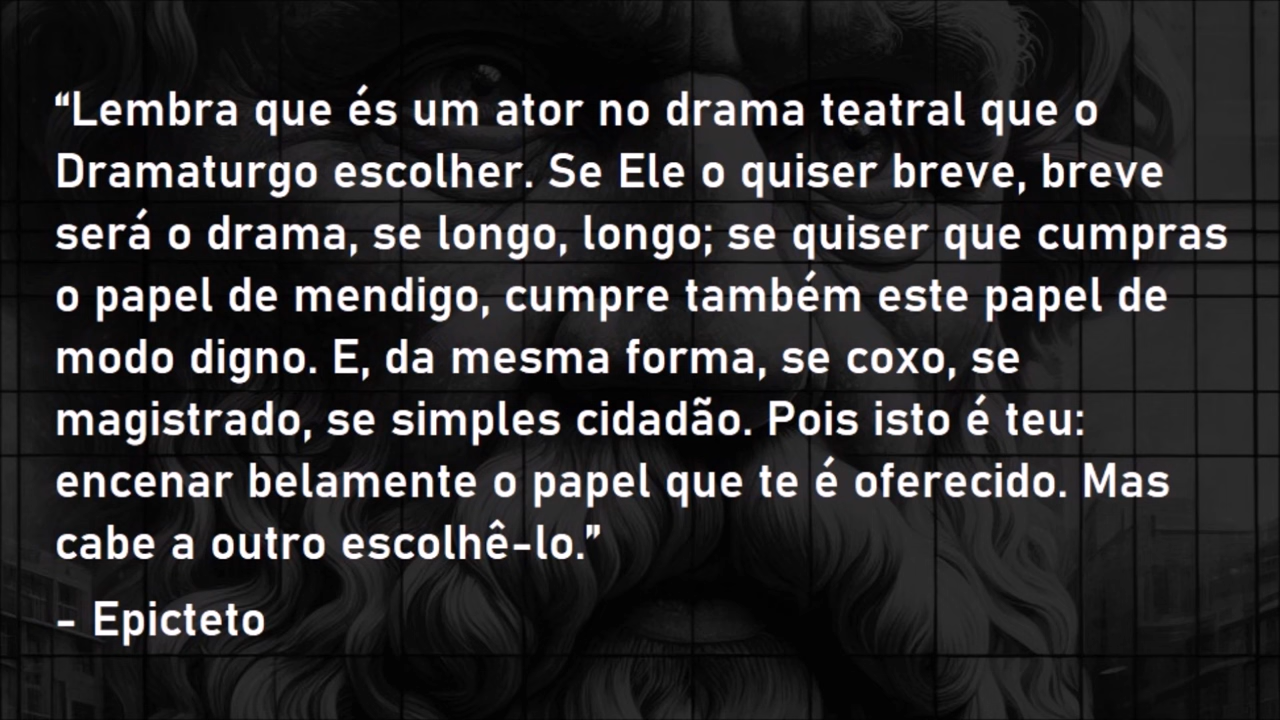 “Lembra que és um ator no drama teatral que o
Dramaturgo escolher. Se Ele o quiser breve, breve
será o drama, se longo, longo; se quiser que cumpras
o papel de mendigo, cumpre também este papel de
modo digno. E, da mesma forma, se coxo, se
magistrado, se simples cidadão. Pois isto é teu:
encenar belamente o papel que te é oferecido. Mas
cabe a outro escolhê-lo.”
- Epicteto